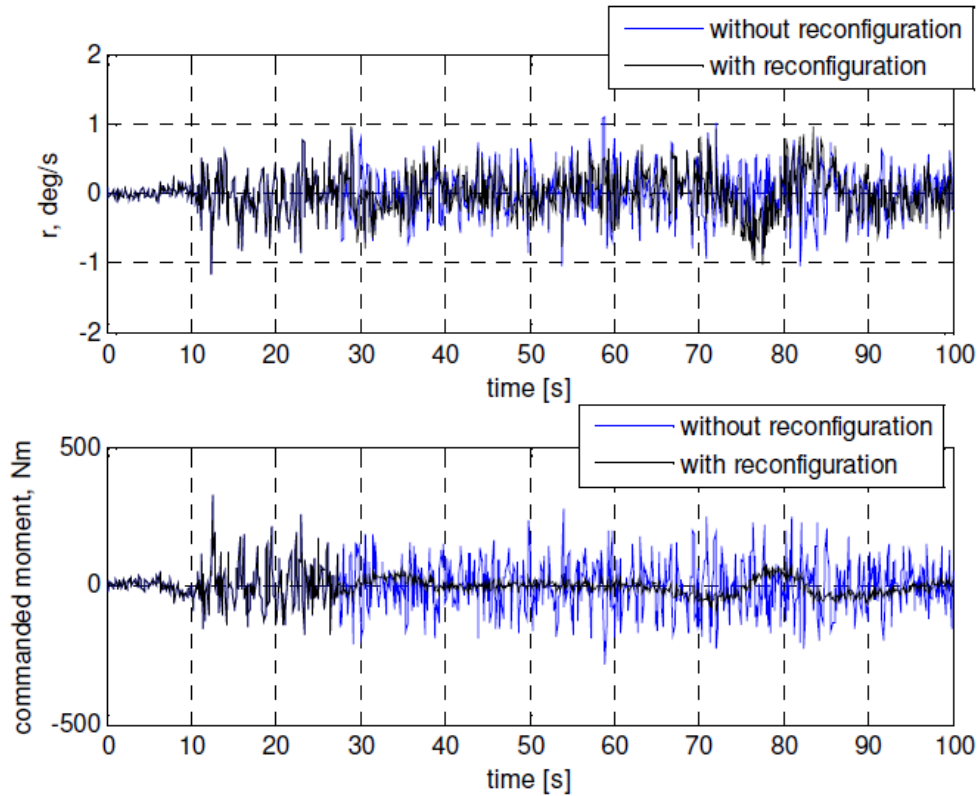 without reconfiguration
with reconfiguration
2
1
0
-1
-2
r, deg/s
0 10 20 30 40 50 60 70 80 90 100
time [s]
without reconfiguration
with reconfiguration
500
0
-500
commanded moment, Nm
0 10 20 30 40 50 60 70 80 90 100
time [s]